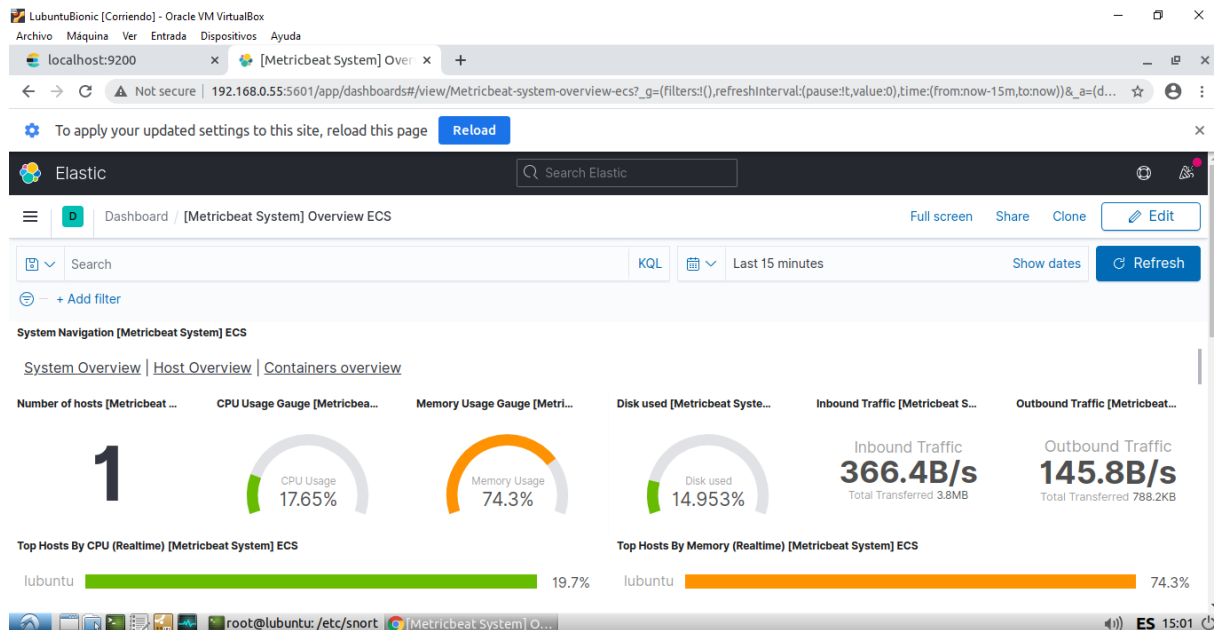 LubuntuBionic [Corriendo] - Oracle VM VirtualBox
Archivo Máquina Ver Entrada Dispositivos Ayuda
localhost:9200 [Metricbeat System] Over
Not secure 192.168.0.55:5601/app/dashboards#/view/Metricbeat-system-overview-ecs?_g=(filters:!(),refreshInterval:(pause:!t,value:0),time:(from:now-15m,to:now))&_a=(d...
To apply your updated settings to this site, reload this page Reload
Elastic Search Elastic
D Dashboard / [Metricbeat System] Overview ECS Full screen Share Clone Edit
Search KQL Last 15 minutes Show dates Refresh
+ Add filter
System Navigation [Metricbeat System] ECS
System Overview | Host Overview | Containers overview
Number of hosts [Metricbeat ... CPU Usage Gauge [Metricbea... Memory Usage Gauge [Metri... Disk used [Metricbeat Syste... Inbound Traffic [Metricbeat S... Outbound Traffic [Metricbeat...
1
CPU Usage
17.65%
Memory Usage
74.3%
Disk used
14.953%
Inbound Traffic
366.4B/s
Total Transferred 3.8MB
Outbound Traffic
145.8B/s
Total Transferred 788.2KB
Top Hosts By CPU (Realtime) [Metricbeat System] ECS Top Hosts By Memory (Realtime) [Metricbeat System] ECS
lubuntu 19.7% lubuntu 74.3%
root@lubuntu: /etc/snort [Metricbeat System] O... ES 15:01